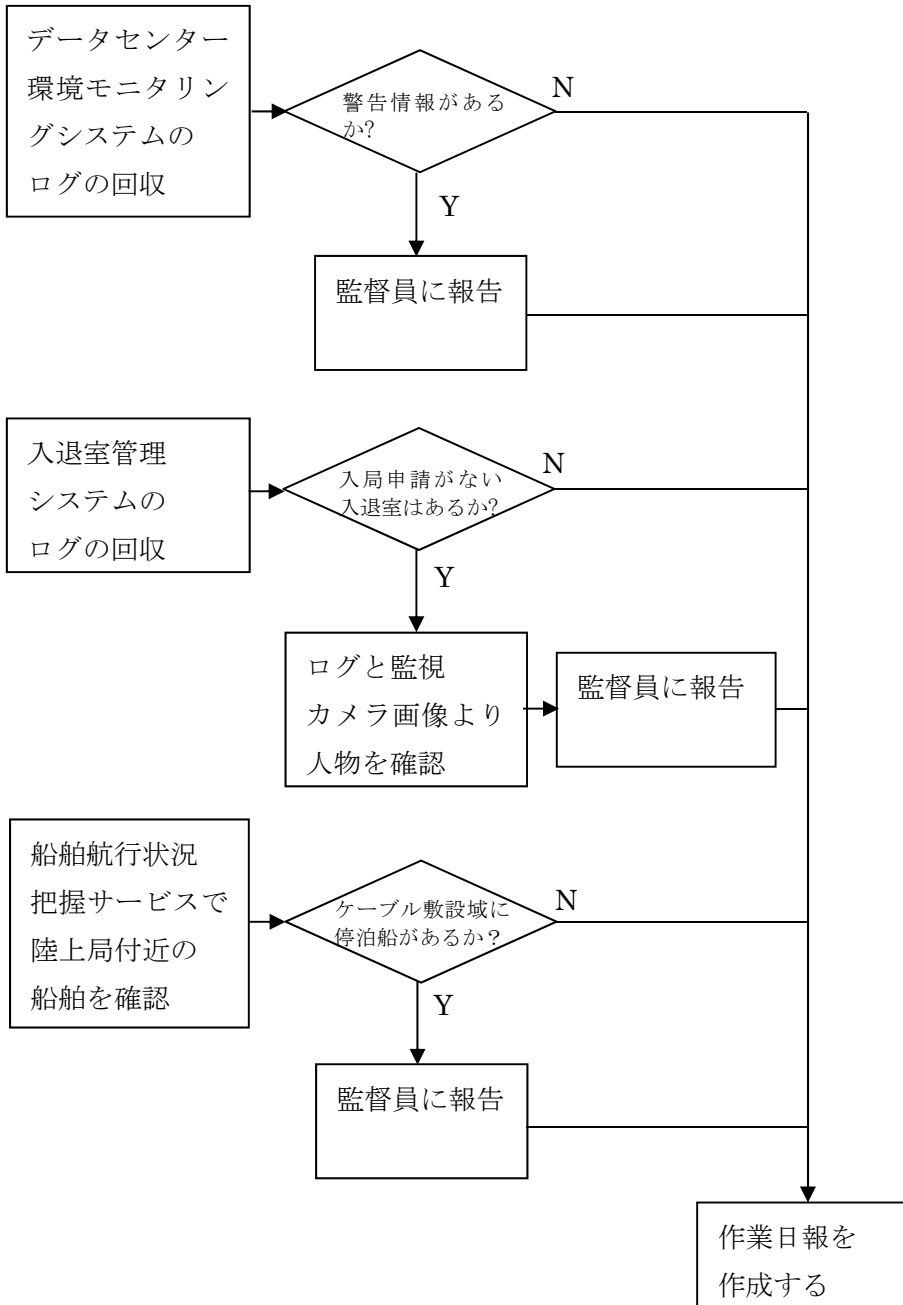 データセンター
環境モニタリン
グシステムの
ログの回収
警告情報がある
か?
N
Y
監督員に報告
入退室管理
システムの
ログの回収
入局申請がない
入退室はあるか?
N
Y
ログと監視
カメラ画像より
人物を確認
監督員に報告
船舶航行状況
把握サービスで
陸上局付近の
船舶を確認
ケーブル敷設域に
停泊船があるか？
N
Y
監督員に報告
作業日報を
作成する